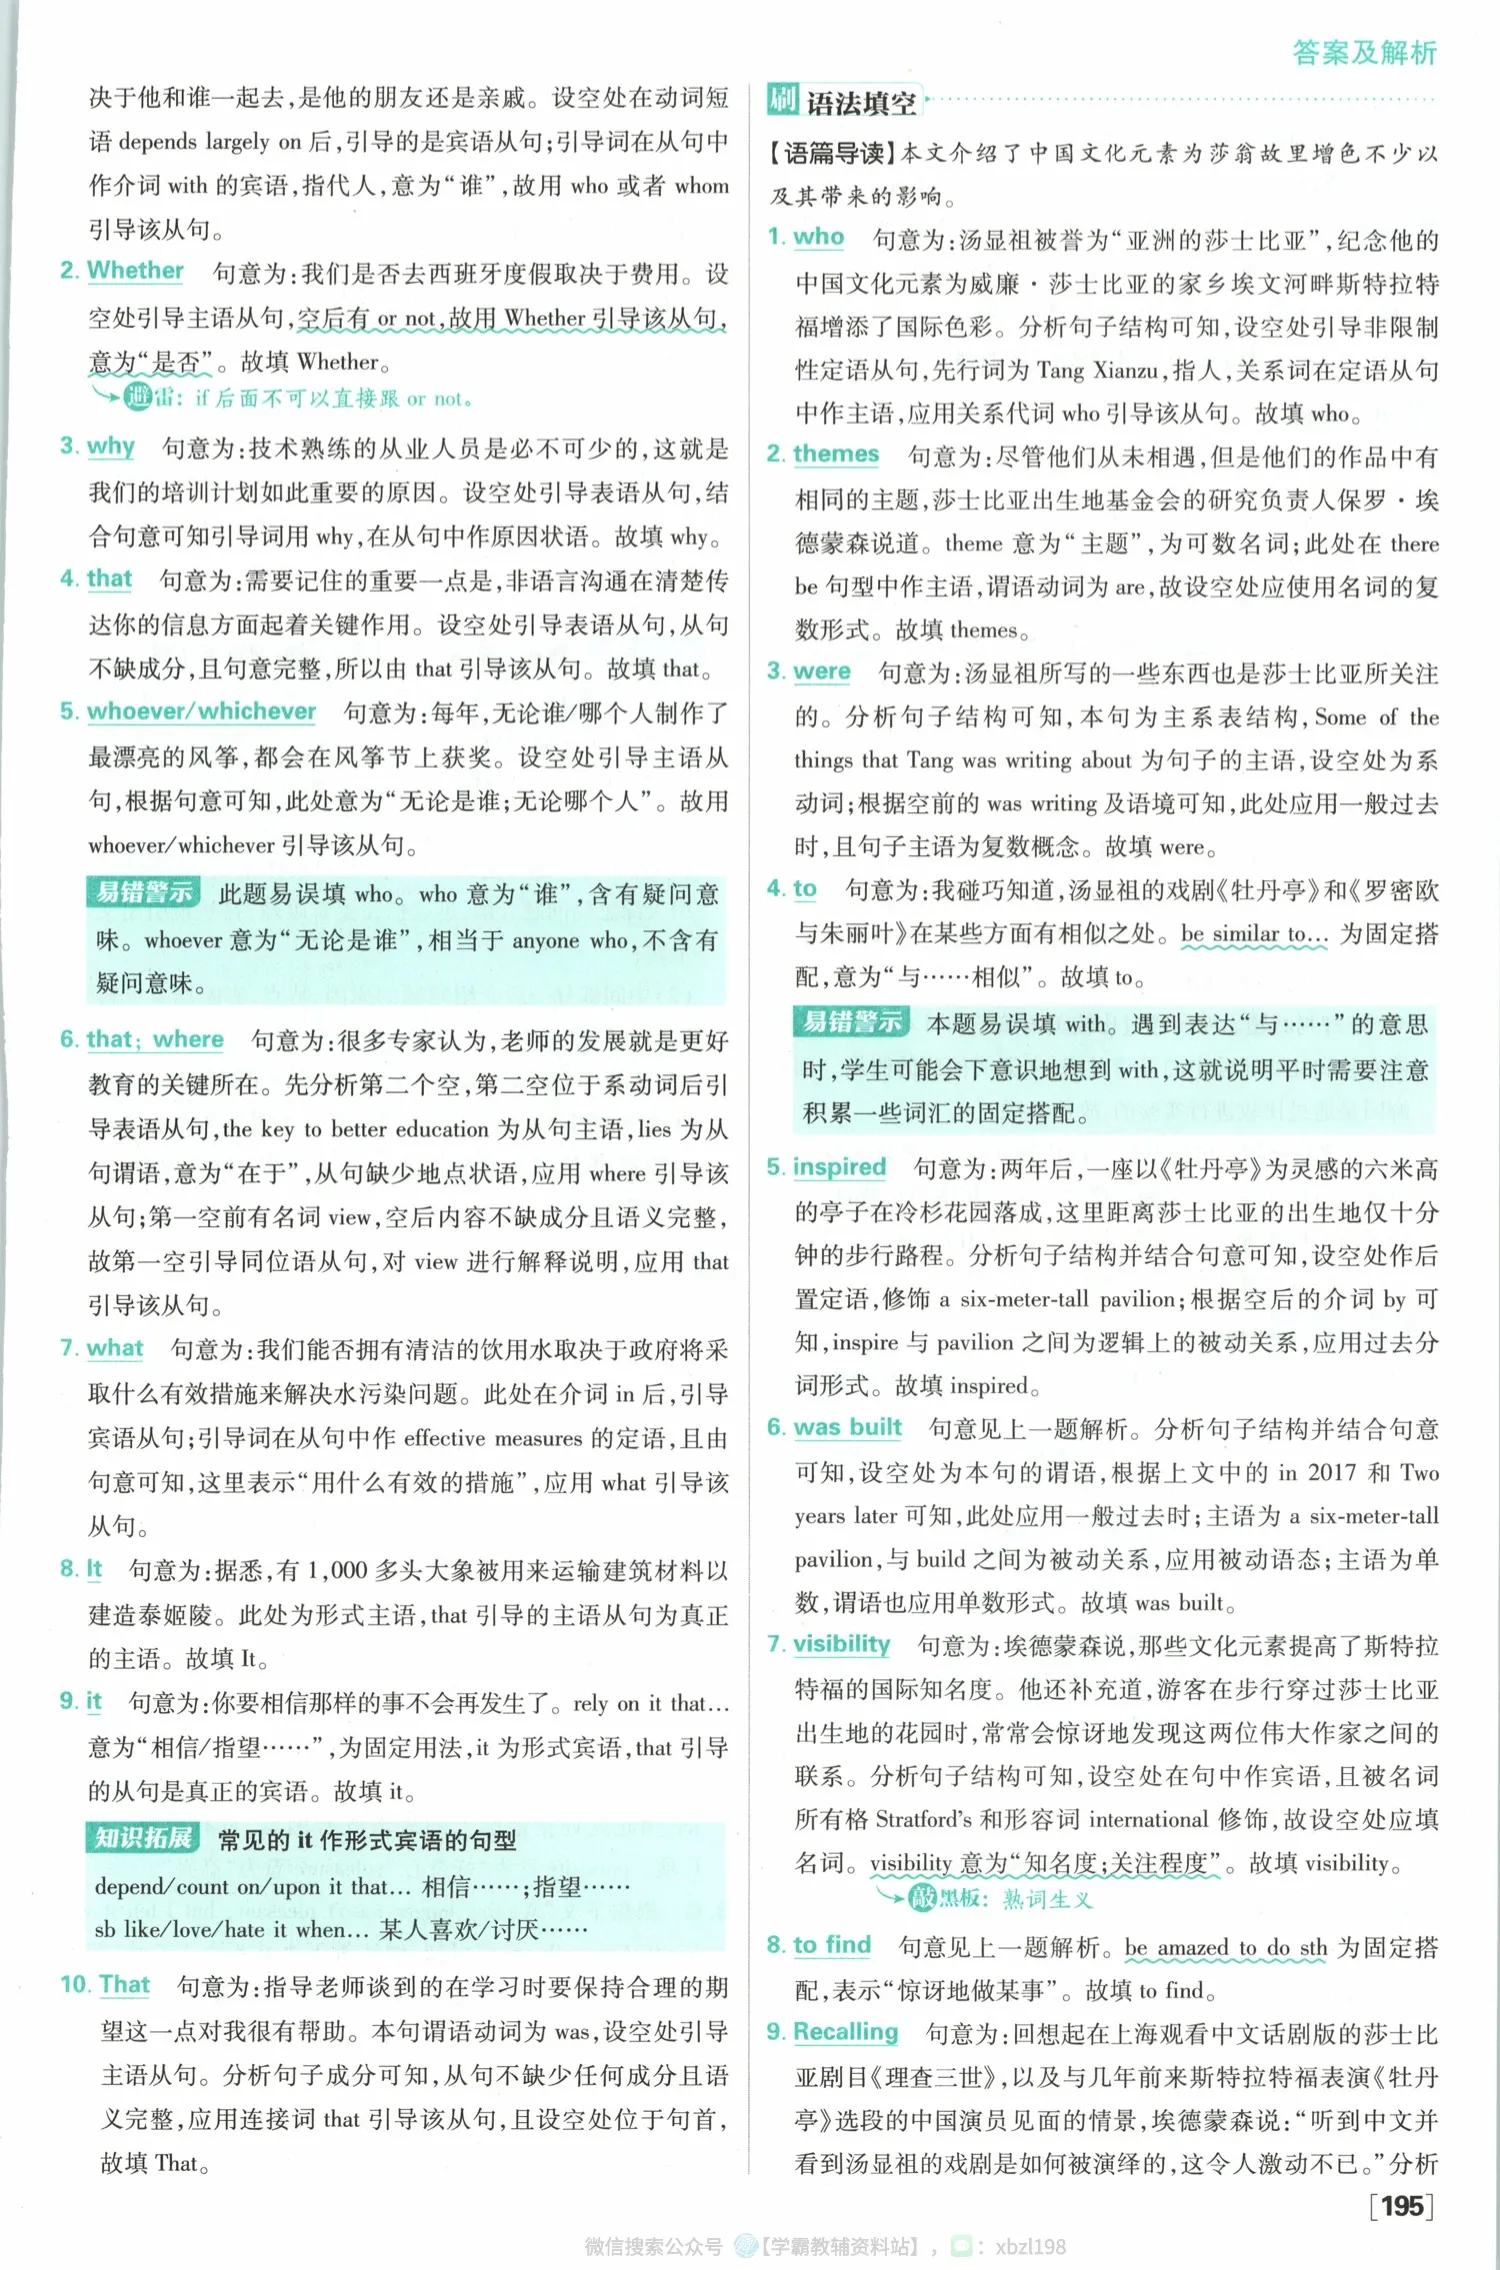 答案及解析
决于他和谁一起去,是他的朋友还是亲戚。设空处在动词短
语 depends largely on 后,引导的是宾语从句;引导词在从句中
作介词 with 的宾语,指代人,意为“谁”,故用 who 或者 whom
引导该从句。
2. Whether 句意为:我们是否去西班牙度假取决于费用。设
空处引导主语从句,空后有 or not,故用 Whether 引导该从句,
意为“是否”。故填 Whether。
避雷: if 后面不可以直接跟 or not。
3. why 句意为:技术熟练的从业人员是必不可少的,这就是
我们的培训计划如此重要的原因。设空处引导表语从句,结
合句意可知引导词用 why,在从句中作原因状语。故填 why。
4. that 句意为:需要记住的重要一点是,非语言沟通在清楚传
达你的信息方面起着关键作用。设空处引导表语从句,从句
不缺成分,且句意完整,所以由 that 引导该从句。故填 that。
5. whoever/whichever 句意为:每年,无论谁/哪个人制作了
最漂亮的风筝,都会在风筝节上获奖。设空处引导主语从
句,根据句意可知,此处意为“无论是谁;无论哪个人”。故用
whoever/whichever 引导该从句。
易错警示 此题易误填 who。who 意为“谁”,含有疑问意
味。whoever 意为“无论是谁”,相当于 anyone who,不含有
疑问意味。
6. that; where 句意为:很多专家认为,老师的发展就是更好
教育的关键所在。先分析第二个空,第二空位于系动词后引
导表语从句,the key to better education 为从句主语,lies 为从
句谓语,意为“在于”,从句缺少地点状语,应用 where 引导该
从句;第一空前有名词 view,空后内容不缺成分且语义完整,
故第一空引导同位语从句,对 view 进行解释说明,应用 that
引导该从句。
7. what 句意为:我们能否拥有清洁的饮用水取决于政府将采
取什么有效措施来解决水污染问题。此处在介词 in 后,引导
宾语从句;引导词在从句中作 effective measures 的定语,且由
句意可知,这里表示“用什么有效的措施”,应用 what 引导该
从句。
8. It 句意为:据悉,有 1,000 多头大象被用来运输建筑材料以
建造泰姬陵。此处为形式主语,that 引导的主语从句为真正
的主语。故填 It。
9. it 句意为:你要相信那样的事不会再发生了。rely on it that…
意为“相信/指望……”,为固定用法,it 为形式宾语,that 引导
的从句是真正的宾语。故填 it。
知识拓展 常见的 it 作形式宾语的句型
depend/count on/upon it that… 相信……;指望……
sb like/love/hate it when… 某人喜欢/讨厌……
10. That 句意为:指导老师谈到的在学习时要保持合理的期
望这一点对我很有帮助。本句谓语动词为 was,设空处引导
主语从句。分析句子成分可知,从句不缺少任何成分且语
义完整,应用连接词 that 引导该从句,且设空处位于句首,
故填 That。
刷 语法填空
【语篇导读】本文介绍了中国文化元素为莎翁故里增色不少以
及其带来的影响。
1. who 句意为:汤显祖被誉为“亚洲的莎士比亚”,纪念他的
中国文化元素为威廉·莎士比亚的家乡埃文河畔斯特拉特
福增添了国际色彩。分析句子结构可知,设空处引导非限制
性定语从句,先行词为 Tang Xianzu,指人,关系词在定语从句
中作主语,应用关系代词 who 引导该从句。故填 who。
2. themes 句意为:尽管他们从未相遇,但是他们的作品中有
相同的主题,莎士比亚出生地基金会的研究负责人保罗·埃
德蒙森说道。theme 意为“主题”,为可数名词;此处在 there
be 句型中作主语,谓语动词为 are,故设空处应使用名词的复
数形式。故填 themes。
3. were 句意为:汤显祖所写的一些东西也是莎士比亚所关注
的。分析句子结构可知,本句为主系表结构,Some of the
things that Tang was writing about 为句子的主语,设空处为系
动词;根据空前的 was writing 及语境可知,此处应用一般过去
时,且句子主语为复数概念。故填 were。
4. to 句意为:我碰巧知道,汤显祖的戏剧《牡丹亭》和《罗密欧
与朱丽叶》在某些方面有相似之处。be similar to… 为固定搭
配,意为“与……相似”。故填 to。
易错警示 本题易误填 with。遇到表达“与……”的意思
时,学生可能会下意识地想到 with,这就说明平时需要注意
积累一些词汇的固定搭配。
5. inspired 句意为:两年后,一座以《牡丹亭》为灵感的六米高
的亭子在冷杉花园落成,这里距离莎士比亚的出生地仅十分
钟的步行路程。分析句子结构并结合句意可知,设空处作后
置定语,修饰 a six-meter-tall pavilion;根据空后的介词 by 可
知,inspire 与 pavilion 之间为逻辑上的被动关系,应用过去分
词形式。故填 inspired。
6. was built 句意见上一题解析。分析句子结构并结合句意
可知,设空处为本句的谓语,根据上文中的 in 2017 和 Two
years later 可知,此处应用一般过去时;主语为 a six-meter-tall
pavilion,与 build 之间为被动关系,应用被动语态;主语为单
数,谓语也应用单数形式。故填 was built。
7. visibility 句意为:埃德蒙森说,那些文化元素提高了斯特拉
特福的国际知名度。他还补充道,游客在步行穿过莎士比亚
出生地的花园时,常常会惊讶地发现这两位伟大作家之间的
联系。分析句子结构可知,设空处在句中作宾语,且被名词
所有格 Stratford's 和形容词 international 修饰,故设空处应填
名词。visibility 意为“知名度;关注程度”。故填 visibility。
敲黑板: 熟词生义
8. to find 句意见上一题解析。be amazed to do sth 为固定搭
配,表示“惊讶地做某事”。故填 to find。
9. Recalling 句意为:回想起在上海观看中文话剧版的莎士比
亚剧目《理查三世》,以及与几年前来斯特拉特福表演《牡丹
亭》选段的中国演员见面的情景,埃德蒙森说:“听到中文并
看到汤显祖的戏剧是如何被演绎的,这令人激动不已。”分析
[195]
微信搜索公众号 【学霸教辅资料站】, : xbzl198